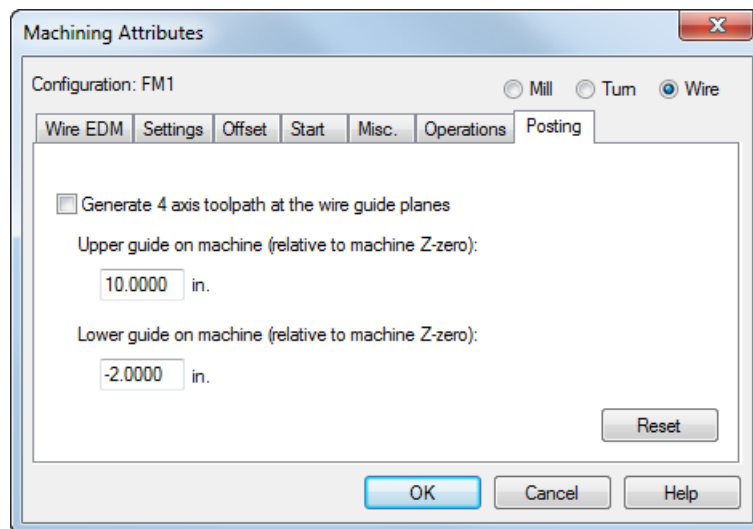 Machining Attributes
Configuration: FM1
Mill Turn Wire
Wire EDM Settings Offset Start Misc. Operations Posting
Generate 4 axis toolpath at the wire guide planes
Upper guide on machine (relative to machine Z-zero):
10.0000 in.
Lower guide on machine (relative to machine Z-zero):
-2.0000 in.
Reset
OK Cancel Help